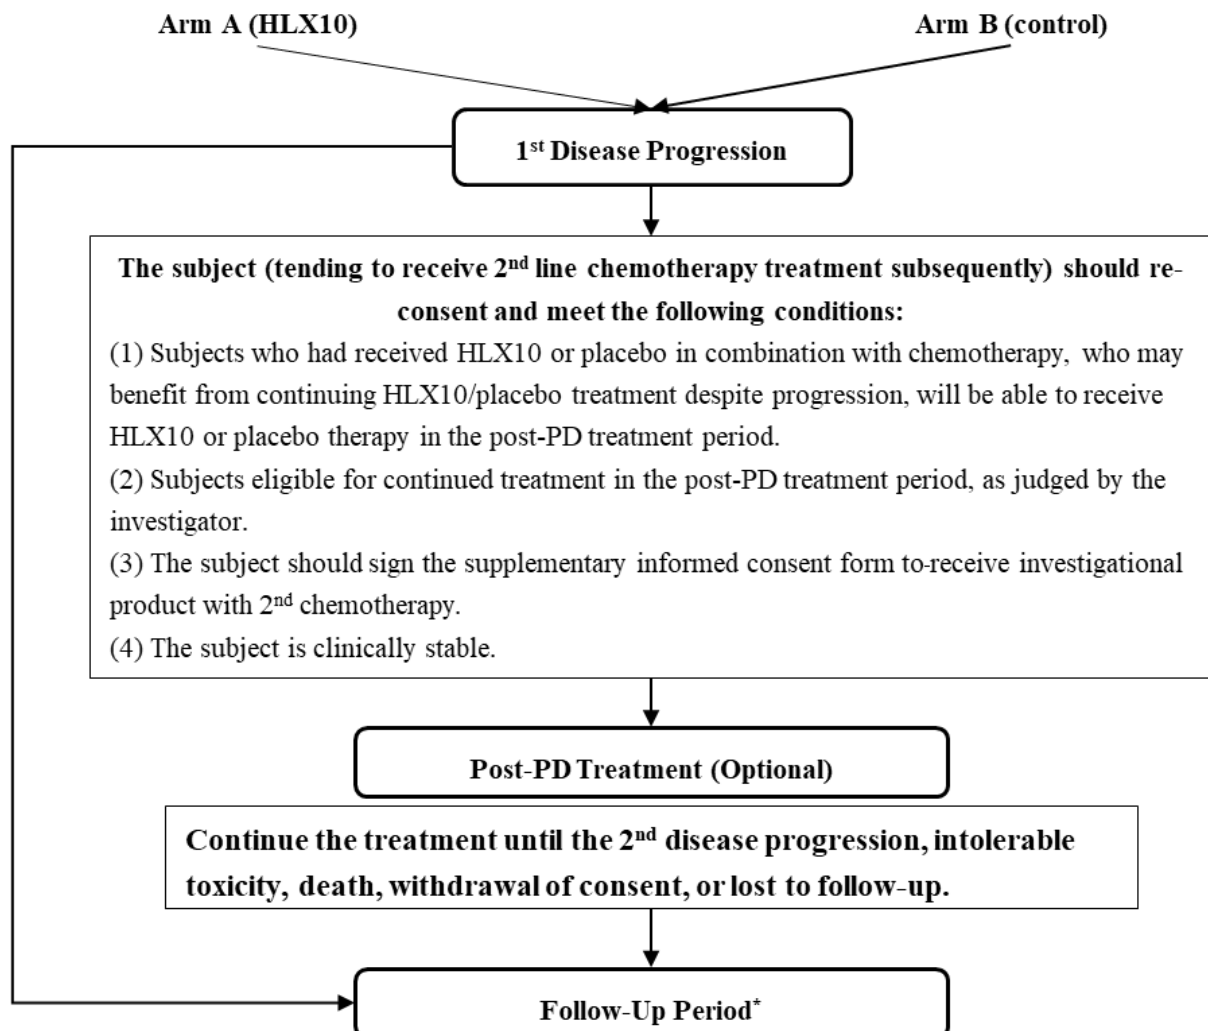 Arm A (HLX10)
Arm B (control)
1st Disease Progression
The subject (tending to receive 2nd line chemotherapy treatment subsequently) should re-
consent and meet the following conditions:
(1) Subjects who had received HLX10 or placebo in combination with chemotherapy, who may
benefit from continuing HLX10/placebo treatment despite progression, will be able to receive
HLX10 or placebo therapy in the post-PD treatment period.
(2) Subjects eligible for continued treatment in the post-PD treatment period, as judged by the
investigator.
(3) The subject should sign the supplementary informed consent form to-receive investigational
product with 2nd chemotherapy.
(4) The subject is clinically stable.
Post-PD Treatment (Optional)
Continue the treatment until the 2nd disease progression, intolerable
toxicity, death, withdrawal of consent, or lost to follow-up.
Follow-Up Period*